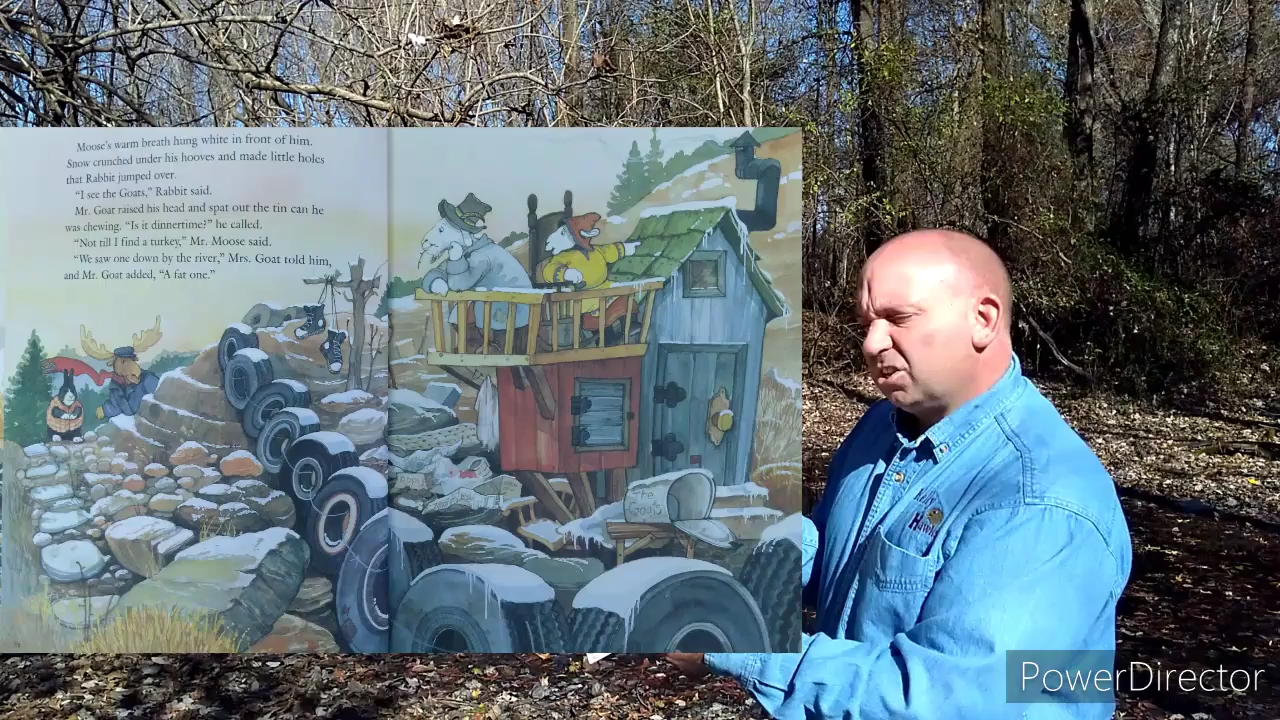 Moose's warm breath hung white in front of him.
Snow crunched under his hooves and made little holes
that Rabbit jumped over.
"I see the Goats," Rabbit said.
Mr. Goat raised his head and spat out the tin can he
was chewing. "Is it dinnertime?" he called.
"Not till I find a turkey," Mr. Moose said.
"We saw one down by the river," Mrs. Goat told him,
and Mr. Goat added, "A fat one."
The
Goats
PowerDirector